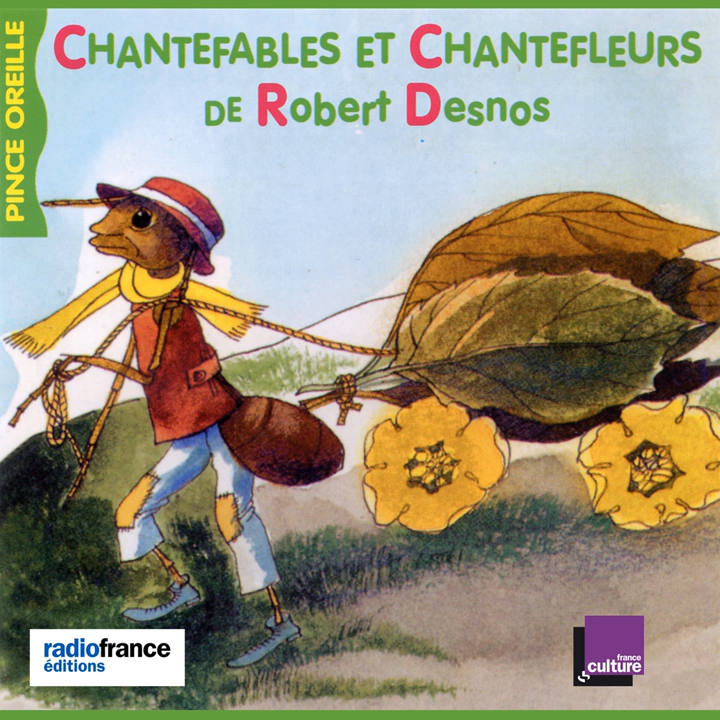 PINCE OREILLE
CHANTEFABLES ET CHANTEFLEURS
DE Robert Desnos
radiofrance
éditions
france
culture